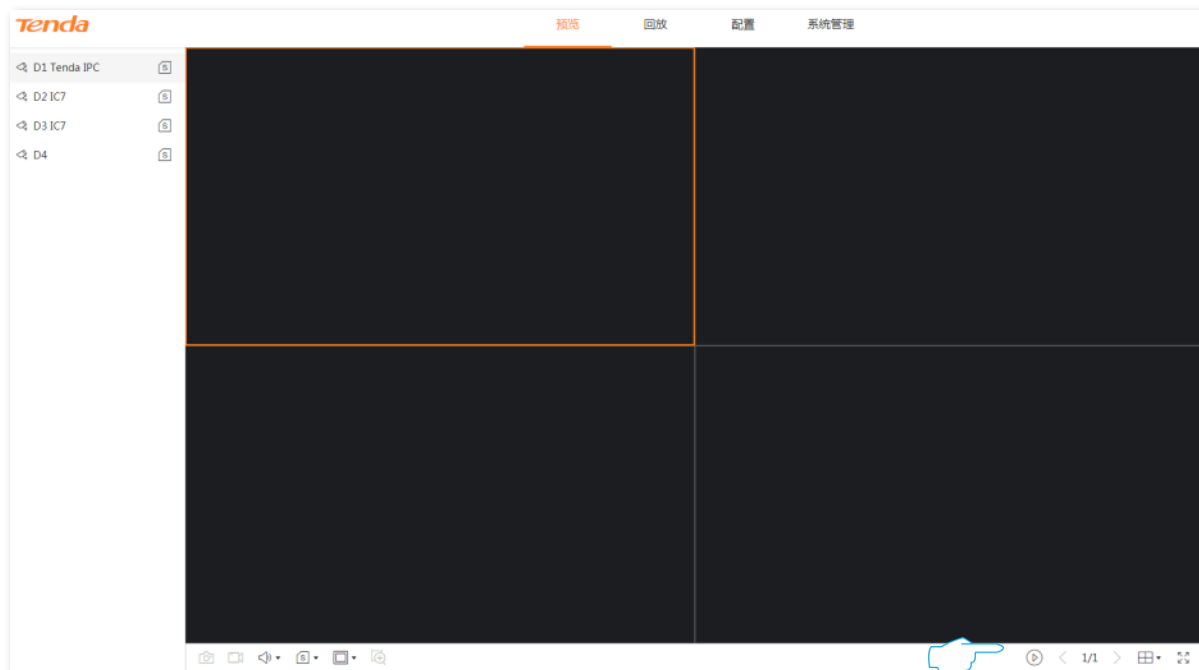 Tenda
预览 回放 配置 系统管理
D1 Tenda IPC S
D2 IC7 S
D3 IC7 S
D4 S
S 1/1